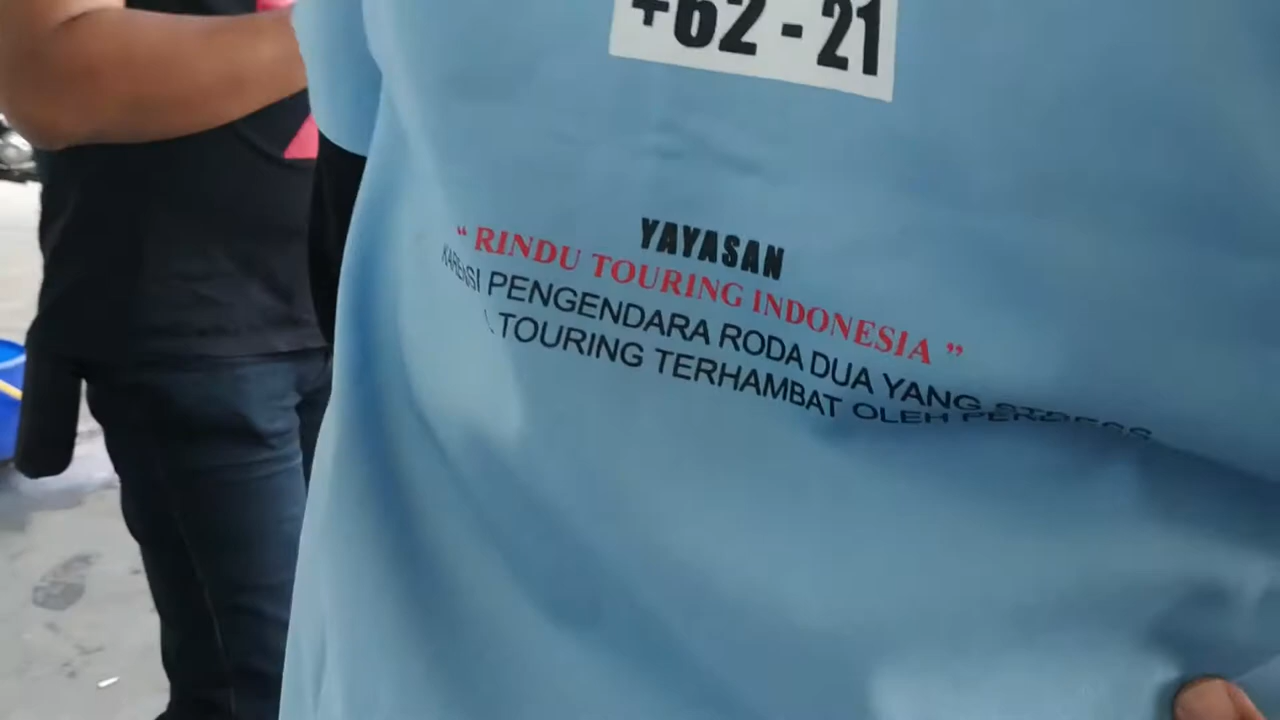 +62 - 21
YAYASAN
“ RINDU TOURING INDONESIA ”
PENGENDARA RODA DUA YANG
TOURING TERHAMBAT OLEH